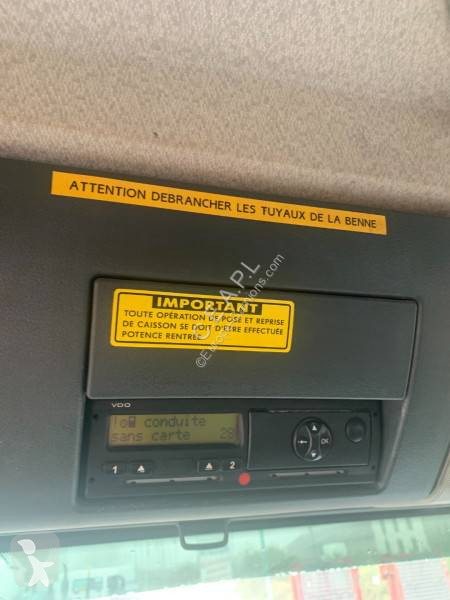 ATTENTION DEBRANCHER LES TUYAUX DE LA BENNE
IMPORTANT
TOUTE OPÉRATION DE POSE ET REPRISE
DE CAISSON SE DOIT D'ÊTRE EFFECTUÉE
POTENCE RENTRÉE
VDO
!o conduite
sans carte 28
1 2
OK